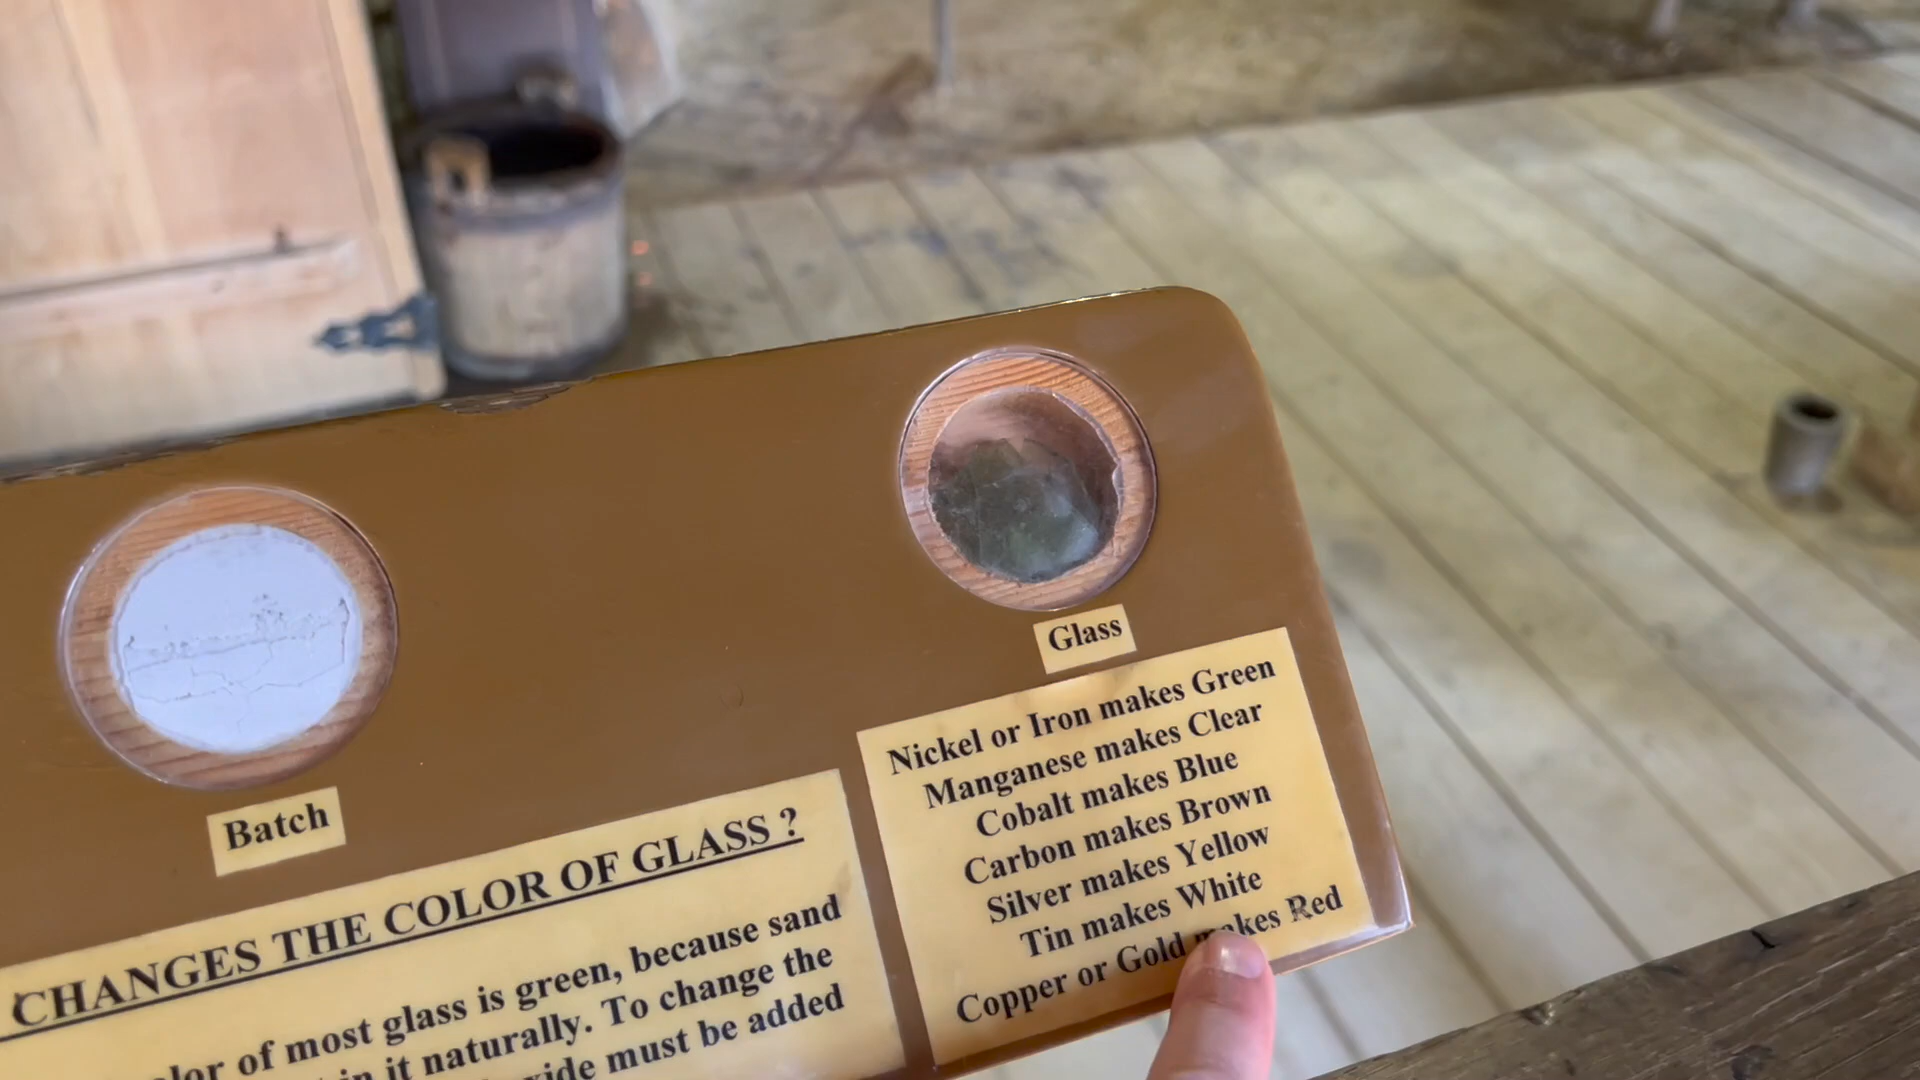 Glass
Nickel or Iron makes Green
Manganese makes Clear
Cobalt makes Blue
Carbon makes Brown
Silver makes Yellow
Tin makes White
Copper or Gold makes Red
Batch
CHANGES THE COLOR OF GLASS ?
of most glass is green, because sand
in it naturally. To change the
must be added